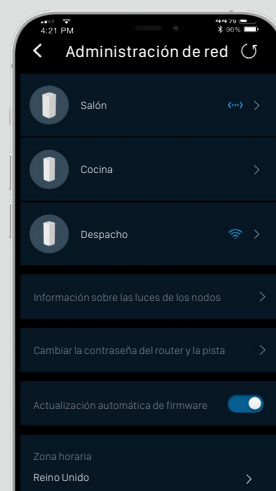 4:21 PM
96%
Administración de red
Salón
Cocina
Despacho
Información sobre las luces de los nodos
Cambiar la contraseña del router y la pista
Actualización automática de firmware
Zona horaria
Reino Unido